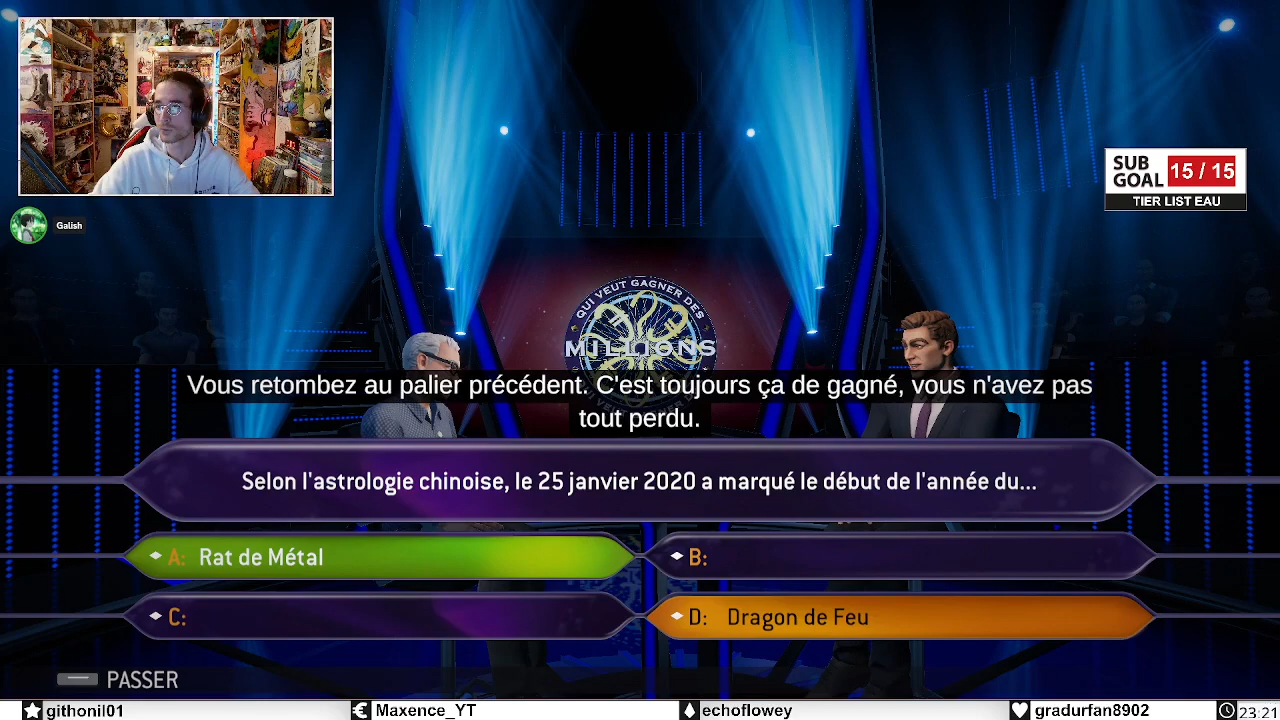 SUB
GOAL
15 / 15
TIER LIST EAU
Galish
QUI VEUT GAGNER DES
MILLIONS
Vous retombez au palier précédent. C'est toujours ça de gagné, vous n'avez pas
tout perdu.
Selon l'astrologie chinoise, le 25 janvier 2020 a marqué le début de l'année du...
A: Rat de Métal
B:
C:
D: Dragon de Feu
PASSER
githonil01
€ Maxence_YT
echoflowey
gradurfan8902
23:21